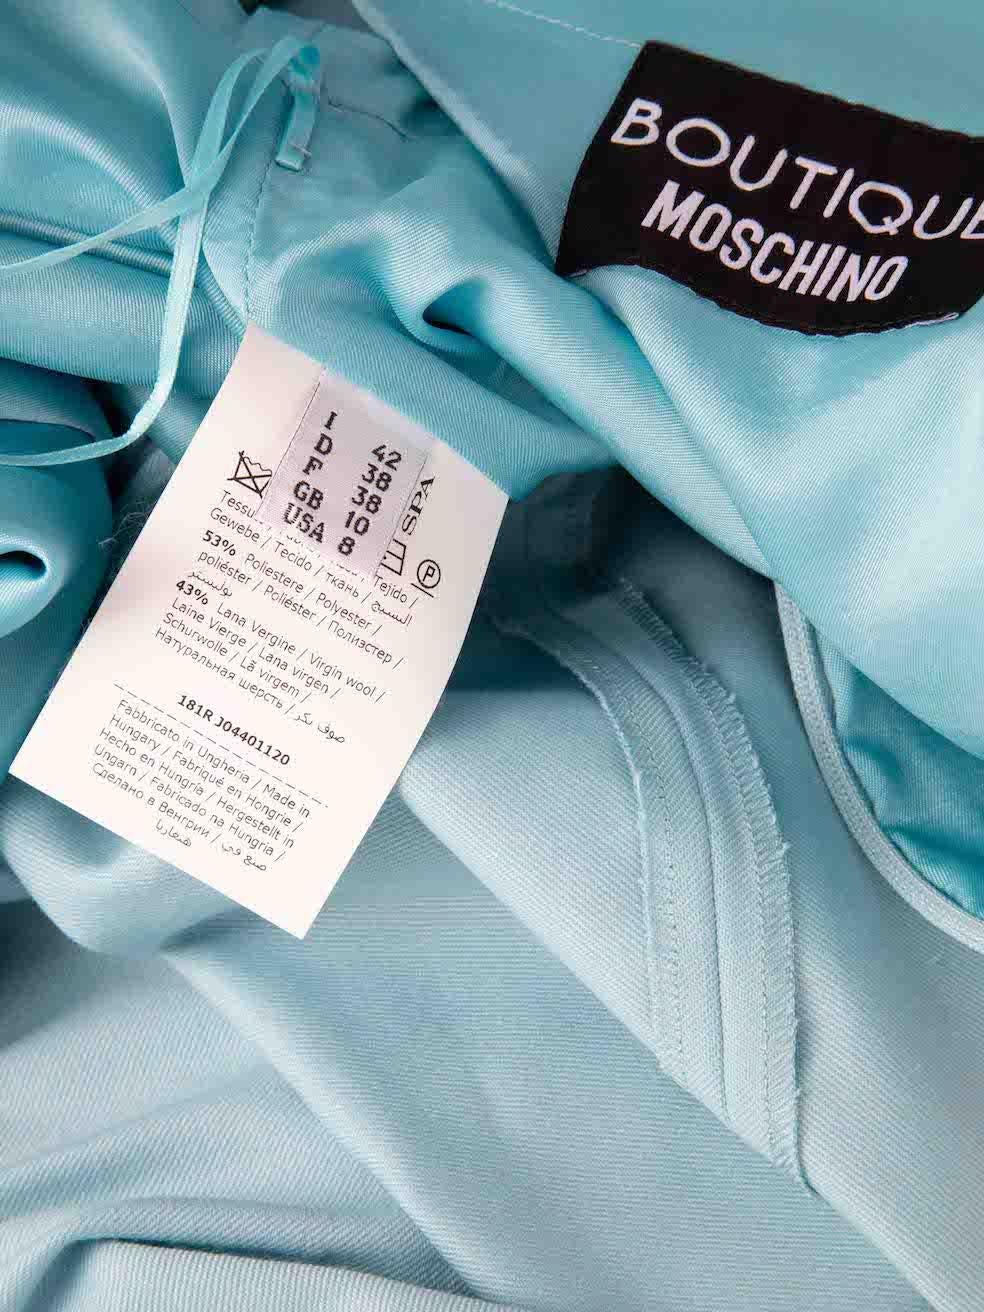 BOUTIQUE
MOSCHINO
I 42
D 38
F 38
GB 10
USA 8
SPA
P
Tessu Tejido /
Gewebe / Tecido / ткань / النسيج
53% Poliestere / Polyester /
poliéster / Poliéster / Полиэстер /
بوليستر
43% Lana Vergine / Virgin wool /
Laine Vierge / Lana virgen /
Schurwolle / Lã virgem /
Натуральная шерсть / صوف بكر
181R J04401120
Fabbricato in Ungheria / Made in
Hungary / Fabriqué en Hongrie /
Hecho en Hungria / Hergestellt in
Ungarn / Fabricado na Hungria /
Сделано в Венгрии / صنع في
هنغاريا